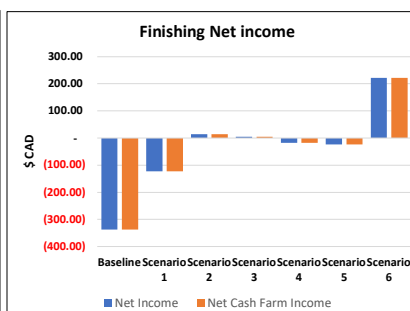 Finishing Net income
300.00
200.00
100.00
-
(100.00)
(200.00)
(300.00)
(400.00)
$ CAD
Baseline Scenario Scenario Scenario Scenario Scenario Scenario
1 2 3 4 5 6
Net Income Net Cash Farm Income